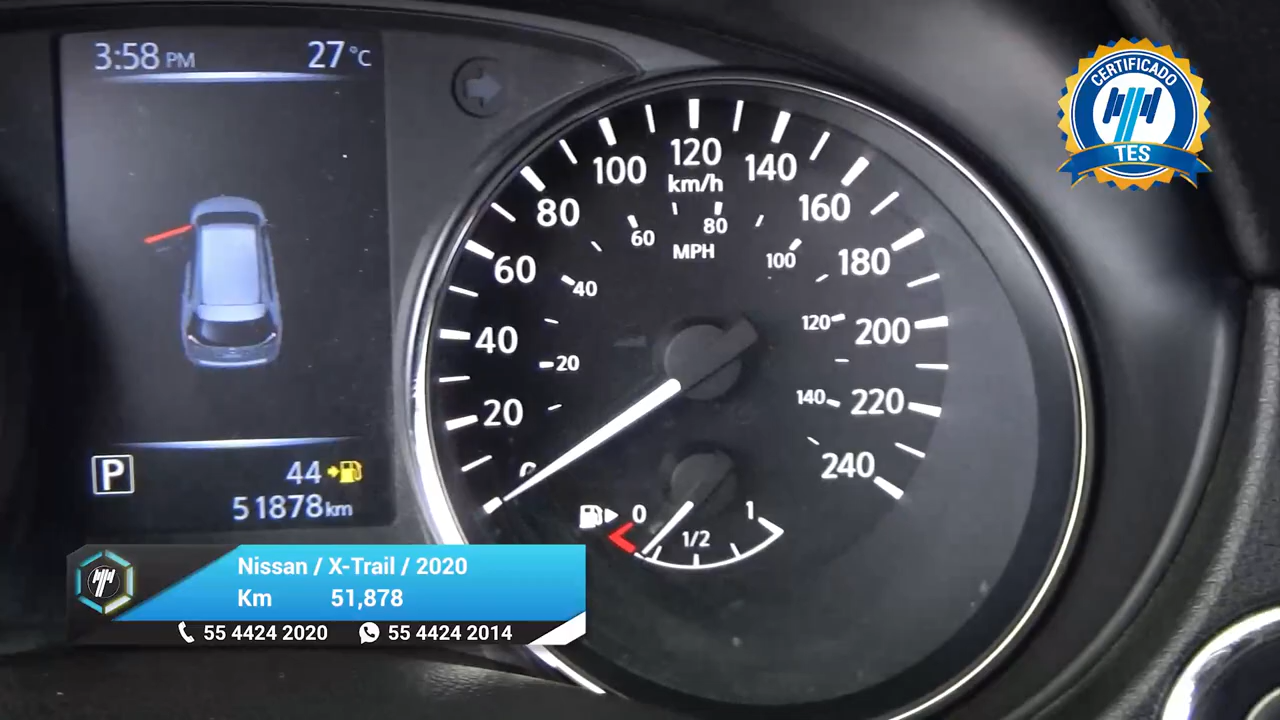 3:58 PM 27 °C
CERTIFICADO
TES
100 120 140
km/h
80 160
60 80
MPH
60 100 180
40
120 200
40
20
140 220
20
0 240
P 44
51878 km
0 1
1/2
Nissan / X-Trail / 2020
Km 51,878
55 4424 2020 55 4424 2014